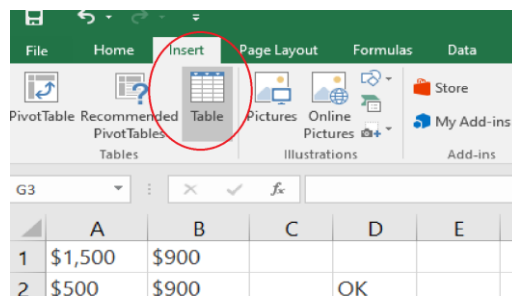 File Home Insert Page Layout Formulas Data
PivotTable Recommended PivotTables Table Pictures Online Pictures Store
My Add-ins
Tables Illustrations Add-ins
G3 fx
A B C D E
1 $1,500 $900
2 $500 $900 OK